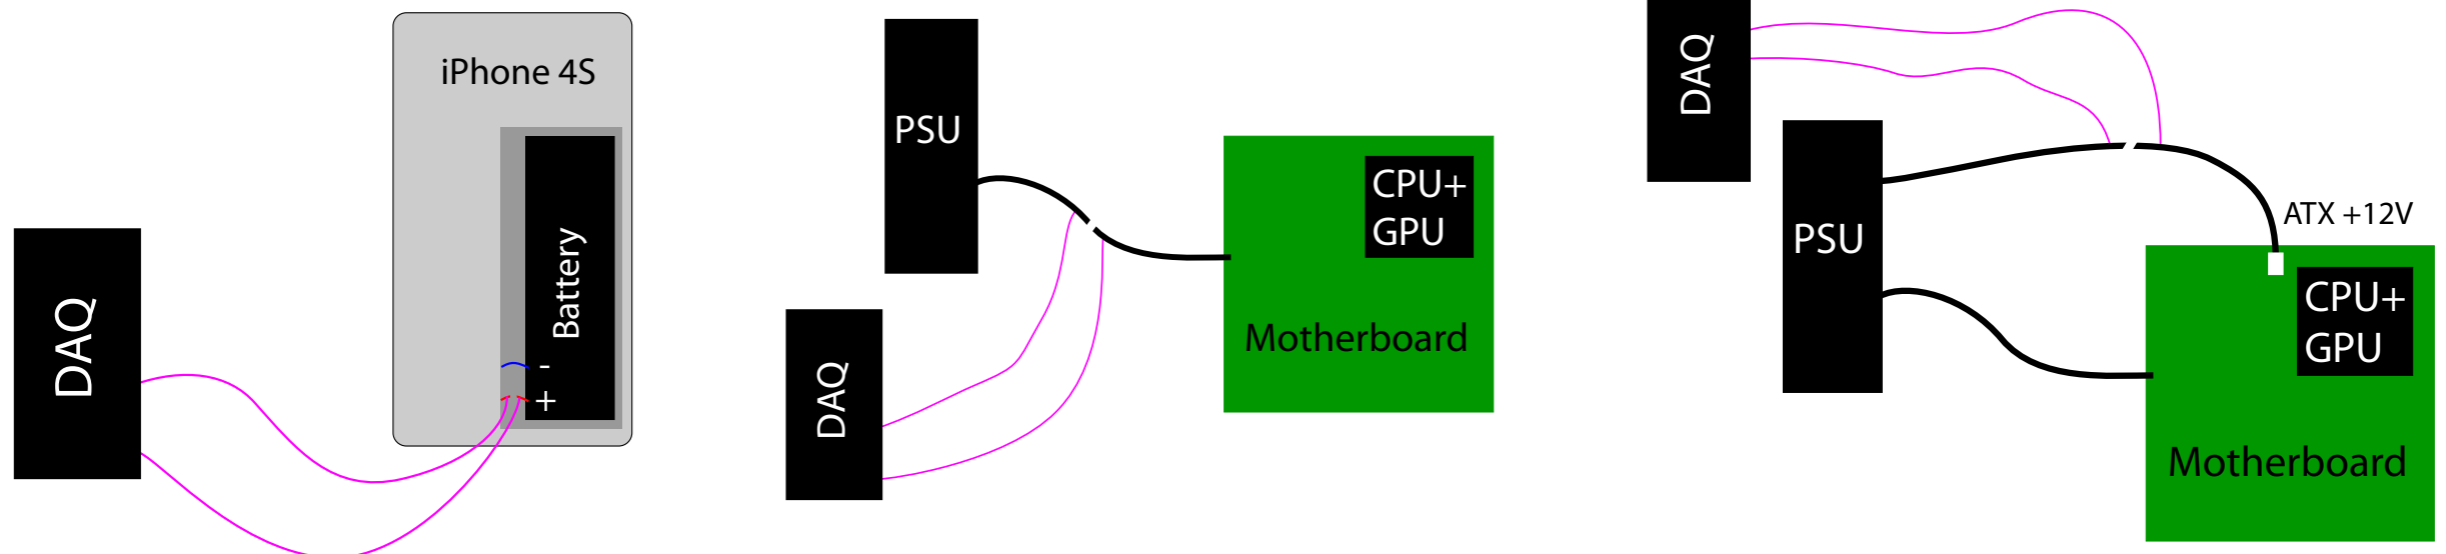 iPhone 4S
Battery
-
+
DAQ
PSU
CPU+
GPU
Motherboard
DAQ
DAQ
PSU
ATX +12V
CPU+
GPU
Motherboard